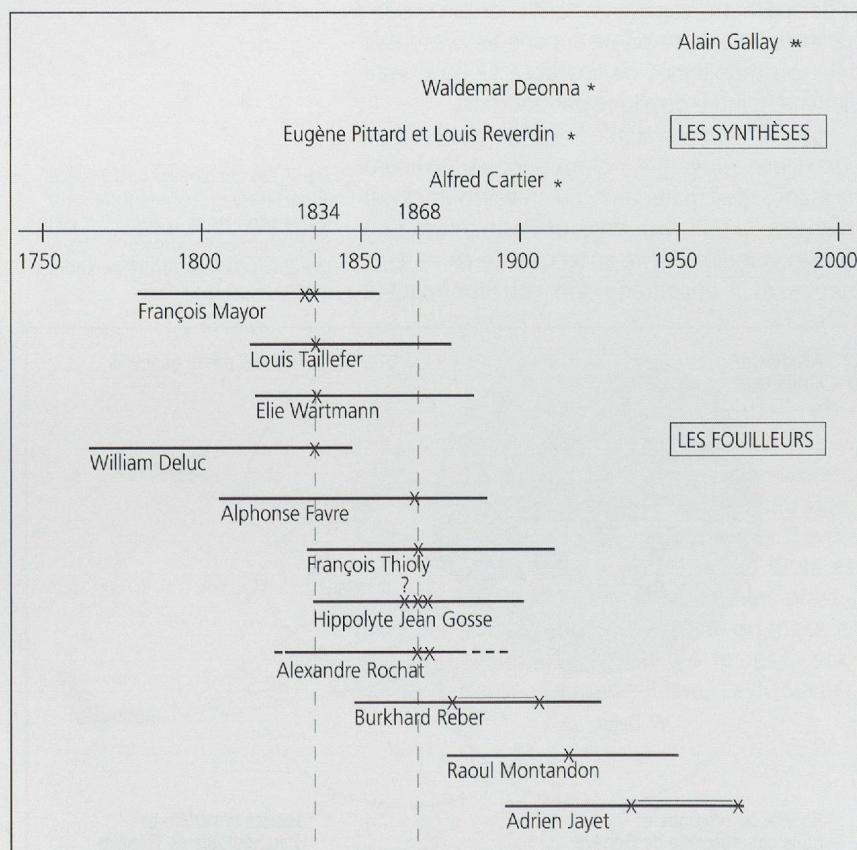 Alain Gallay **
Waldemar Deonna *
Eugène Pittard et Louis Reverdin *
LES SYNTHÈSES
Alfred Cartier *
1834 1868
1750 1800 1850 1900 1950 2000
François Mayor
Louis Taillefer
Elie Wartmann
LES FOUILLEURS
William Deluc
Alphonse Favre
François Thioly
?
Hippolyte Jean Gosse
Alexandre Rochat
Burkhard Reber
Raoul Montandon
Adrien Jayet